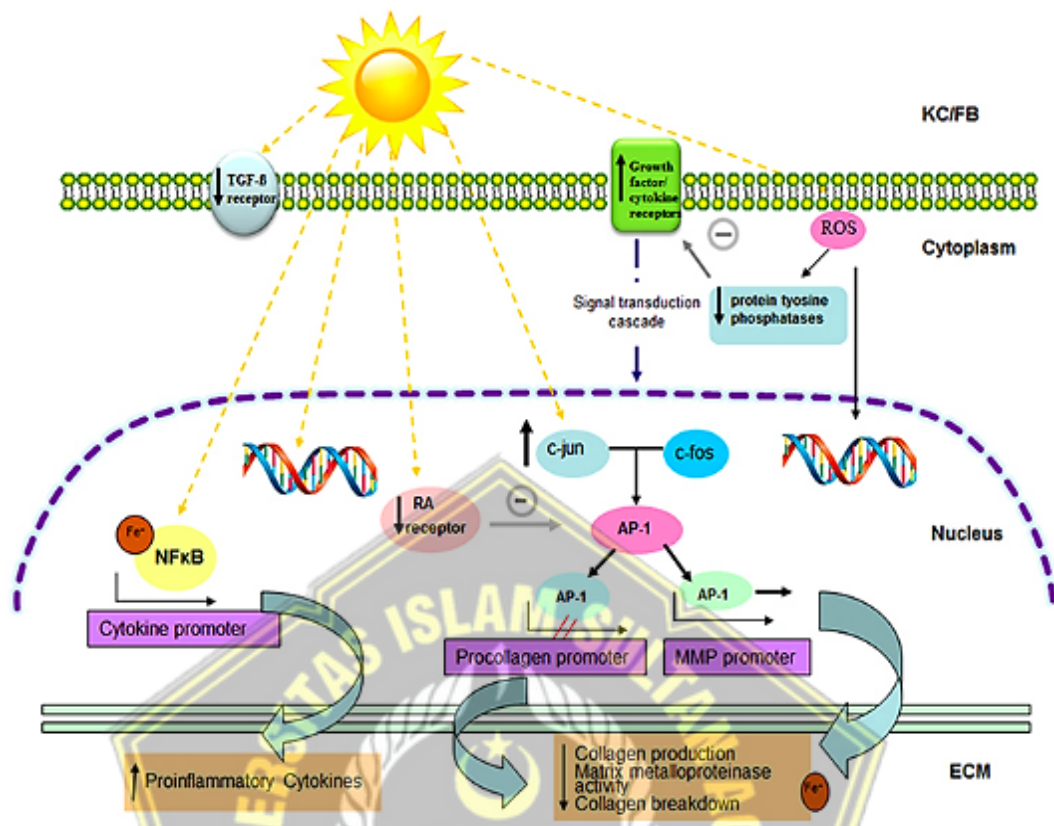 KC/FB
↓ TGF-ß
receptor
↑ Growth
factor/
cytokine
receptors
−
ROS
Cytoplasm
Signal transduction
cascade
↓ protein tyosine
phosphatases
↑ c-jun
c-fos
↓ RA
receptor
−
AP-1
Nucleus
NFκB
AP-1
AP-1
Cytokine promoter
Procollagen promoter
MMP promoter
↑ Proinflammatory Cytokines
↓ Collagen production
Matrix metalloproteinase
activity
↓ Collagen breakdown
ECM
ISLAM